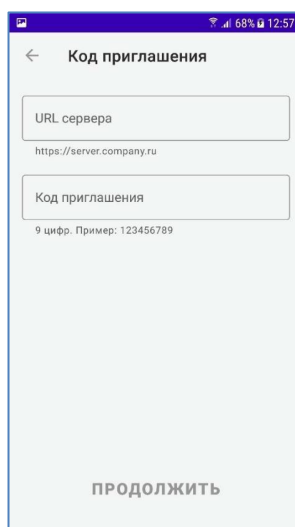 68% 12:57
Код приглашения
URL сервера
https://server.company.ru
Код приглашения
9 цифр. Пример: 123456789
ПРОДОЛЖИТЬ